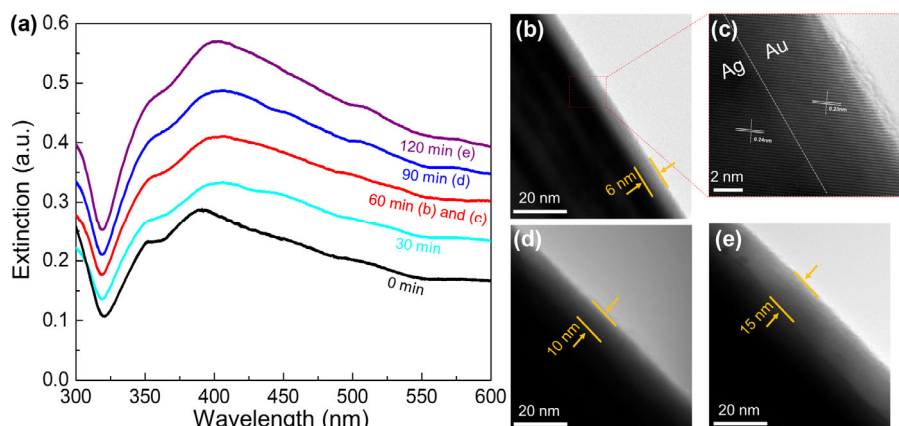 (a)
0.6
0.5
0.4
0.3
0.2
0.1
0.0
Extinction (a.u.)
120 min (e)
90 min (d)
60 min (b) and (c)
30 min
0 min
300 350 400 450 500 550 600
Wavelength (nm)
(b)
6 nm
20 nm
(c)
Ag
Au
0.24nm
0.23nm
2 nm
(d)
10 nm
20 nm
(e)
15 nm
20 nm